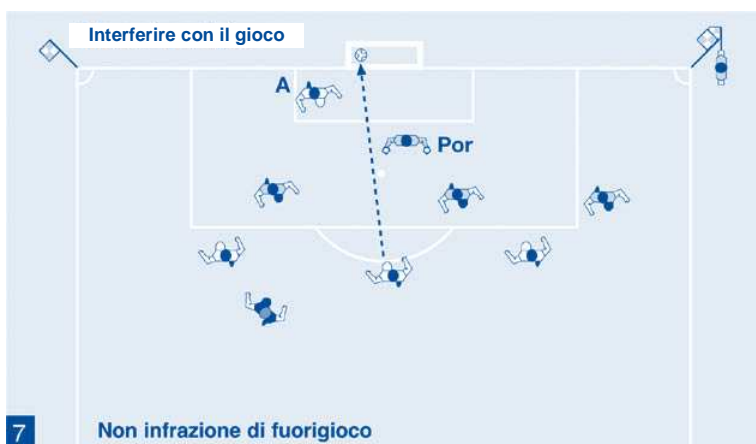 Interferire con il gioco
A
Por
7
Non infrazione di fuorigioco